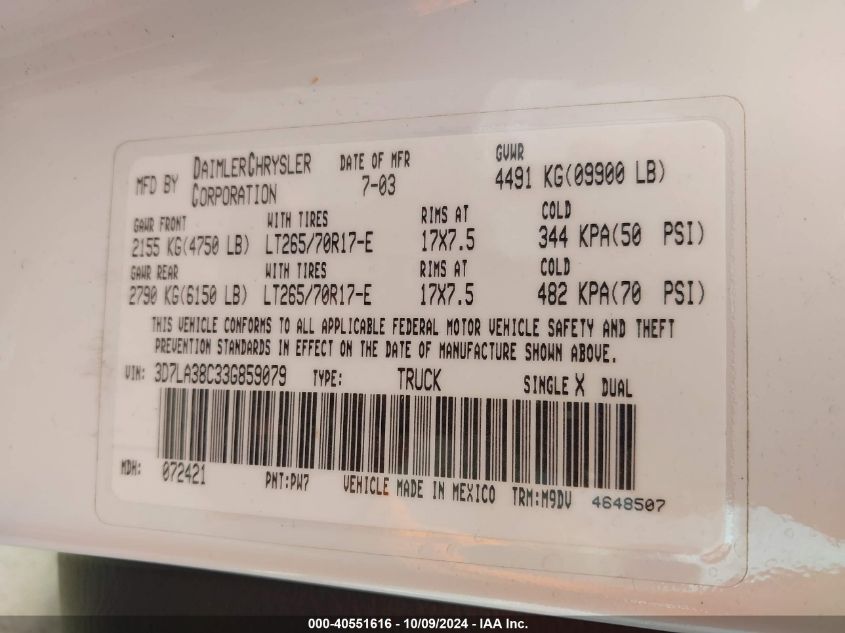 MFD BY DAIMLERCHRYSLER CORPORATION DATE OF MFR 7-03 GVWR 4491 KG(09900 LB)
GAWR FRONT WITH TIRES RIMS AT COLD
2155 KG(4750 LB) LT265/70R17-E 17X7.5 344 KPA(50 PSI)
GAWR REAR WITH TIRES RIMS AT COLD
2790 KG(6150 LB) LT265/70R17-E 17X7.5 482 KPA(70 PSI)
THIS VEHICLE CONFORMS TO ALL APPLICABLE FEDERAL MOTOR VEHICLE SAFETY AND THEFT
PREVENTION STANDARDS IN EFFECT ON THE DATE OF MANUFACTURE SHOWN ABOVE.
VIN: 3D7LA38C33G859079 TYPE: TRUCK SINGLE X DUAL
MDH: 072421 PNT:PW7 VEHICLE MADE IN MEXICO TRM:M9DV 4648507
000-40551616 - 10/09/2024 - IAA Inc.